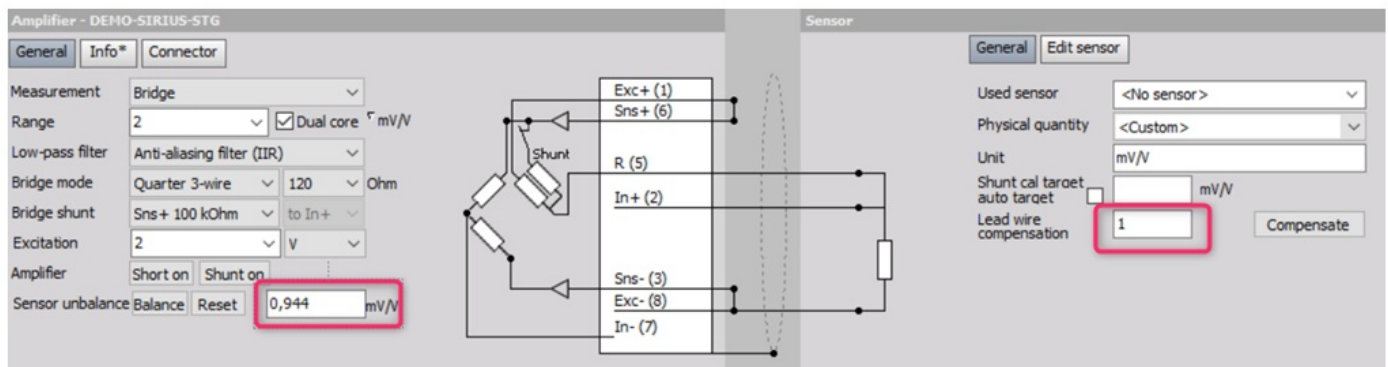 Amplifier - DEMO-SIRIUS-STG
General Info* Connector
Measurement Bridge
Range 2 Dual core mV/V
Low-pass filter Anti-aliasing filter (IIR)
Bridge mode Quarter 3-wire 120 Ohm
Bridge shunt Sns+ 100 kOhm to In+
Excitation 2 V
Amplifier Short on Shunt on
Sensor unbalance Balance Reset 0,944 mV/V
Exc+ (1)
Sns+ (6)
Shunt
R (5)
In+ (2)
Sns- (3)
Exc- (8)
In- (7)
Sensor
General Edit sensor
Used sensor <No sensor>
Physical quantity <Custom>
Unit mV/V
Shunt cal target mV/V
auto target
Lead wire 1 Compensate
compensation